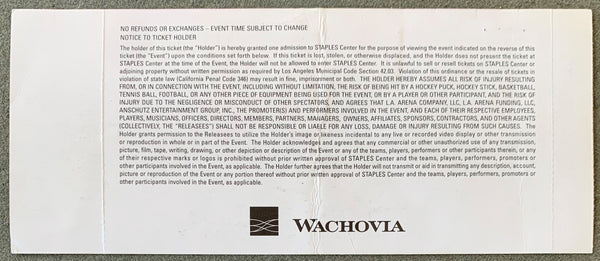 NO REFUNDS OR EXCHANGES – EVENT TIME SUBJECT TO CHANGE
NOTICE TO TICKET HOLDER
The holder of this ticket (the "Holder") is hereby granted one admission to STAPLES Center for the purpose of viewing the event indicated on the reverse of this
ticket (the "Event") upon the conditions set forth below. If this ticket is lost, stolen, or otherwise displaced, and the Holder does not present the ticket at
STAPLES Center at the time of the Event, the Holder will not be allowed to enter STAPLES Center. It is unlawful to sell or resell tickets on STAPLES Center or
adjoining property without written permission as required by Los Angeles Municipal Code Section 42.03. Violation of this ordinance or the resale of tickets in
violation of state law (California Penal Code 346) may result in fine, imprisonment or both. THE HOLDER HEREBY ASSUMES ALL RISK OF INJURY RESULTING
FROM, OR IN CONNECTION WITH THE EVENT, INCLUDING WITHOUT LIMITATION, THE RISK OF BEING HIT BY A HOCKEY PUCK, HOCKEY STICK, BASKETBALL,
TENNIS BALL, FOOTBALL, OR ANY OTHER PIECE OF EQUIPMENT BEING USED FOR THE EVENT, OR BY A PLAYER OR OTHER PARTICIPANT, AND THE RISK OF
INJURY DUE TO THE NEGLIGENCE OR MISCONDUCT OF OTHER SPECTATORS, AND AGREES THAT L.A. ARENA COMPANY, LLC, L.A. ARENA FUNDING, LLC,
ANSCHUTZ ENTERTAINMENT GROUP, INC., THE PROMOTER(S) AND PERFORMERS INVOLVED IN THE EVENT, AND EACH OF THEIR RESPECTIVE EMPLOYEES,
PLAYERS, MUSICIANS, OFFICERS, DIRECTORS, MEMBERS, PARTNERS, MANAGERS, OWNERS, AFFILIATES, SPONSORS, CONTRACTORS, AND OTHER AGENTS
(COLLECTIVELY, THE "RELEASEES") SHALL NOT BE RESPONSIBLE OR LIABLE FOR ANY LOSS, DAMAGE OR INJURY RESULTING FROM SUCH CAUSES. The
Holder grants permission to the Releasees to utilize the Holder's image or likeness incidental to any live or recorded video display or other transmission
or reproduction in whole or in part of the Event. The Holder acknowledges and agrees that any commercial or other unauthorized use of any transmission,
picture, film, tape, writing, drawing, or other depiction or description of the Event or any of the teams, players, performers or other participants therein, or any
of their respective marks or logos is prohibited without prior written approval of STAPLES Center and the teams, players, performers, promoters or
other participants involved in the Event, as applicable. The Holder further agrees that the Holder will not transmit or aid in transmitting any description, account,
picture or reproduction of the Event or any portion thereof without prior written approval of STAPLES Center and the teams, players, performers, promoters or
other participants involved in the Event, as applicable.
WACHOVIA